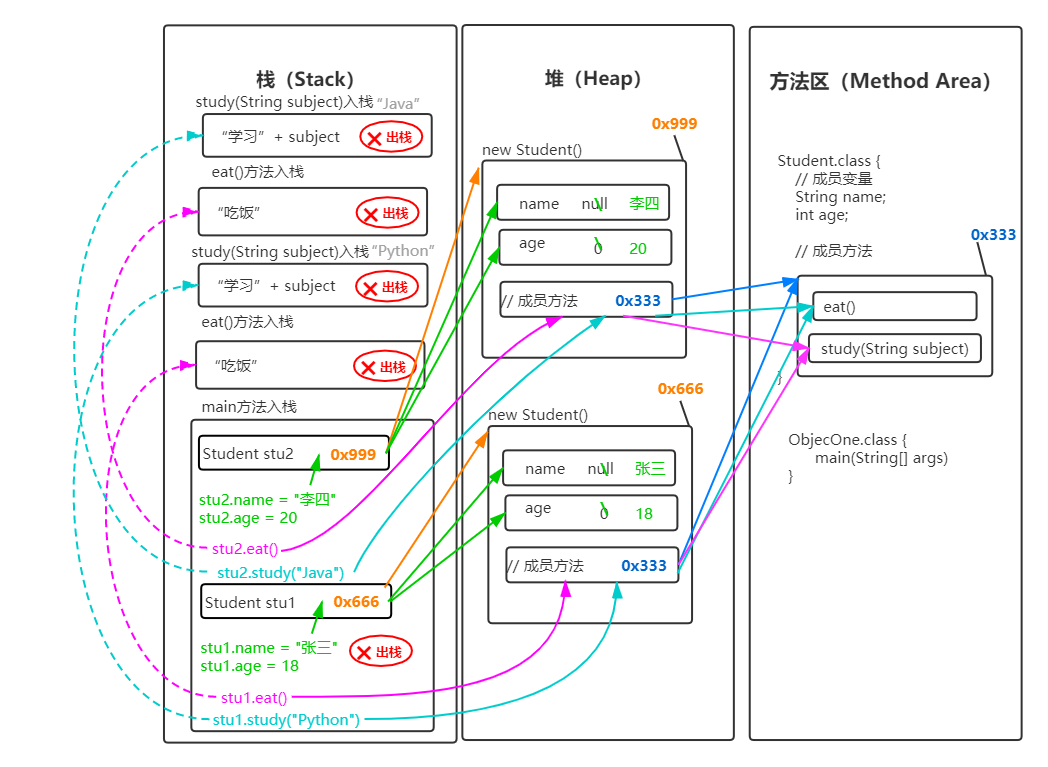 栈（Stack）
study(String subject)入栈 “Java”
“学习” + subject
出栈
eat()方法入栈
“吃饭”
出栈
study(String subject)入栈 “Python”
“学习” + subject
出栈
eat()方法入栈
“吃饭”
出栈
main方法入栈
Student stu2 0x999
stu2.name = "李四"
stu2.age = 20
stu2.eat()
stu2.study("Java")
Student stu1 0x666
stu1.name = "张三"
出栈
stu1.age = 18
stu1.eat()
stu1.study("Python")
堆（Heap）
0x999
new Student()
name null 李四
age 0 20
// 成员方法 0x333
0x666
new Student()
name null 张三
age 0 18
// 成员方法 0x333
方法区（Method Area）
Student.class {
// 成员变量
String name;
int age;
0x333
// 成员方法
eat()
study(String subject)
}
ObjecOne.class {
main(String[] args)
}